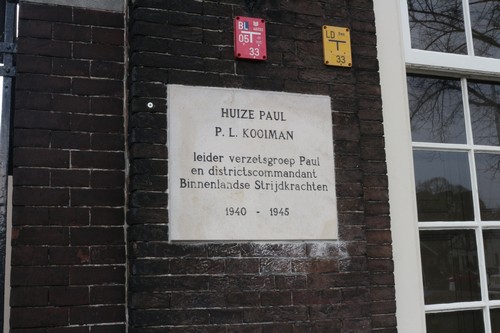 BL
05
33
LD
33
HUIZE PAUL
P. L. KOOIMAN
leider verzetsgroep Paul
en districtscommandant
Binnenlandse Strijdkrachten
1940 - 1945